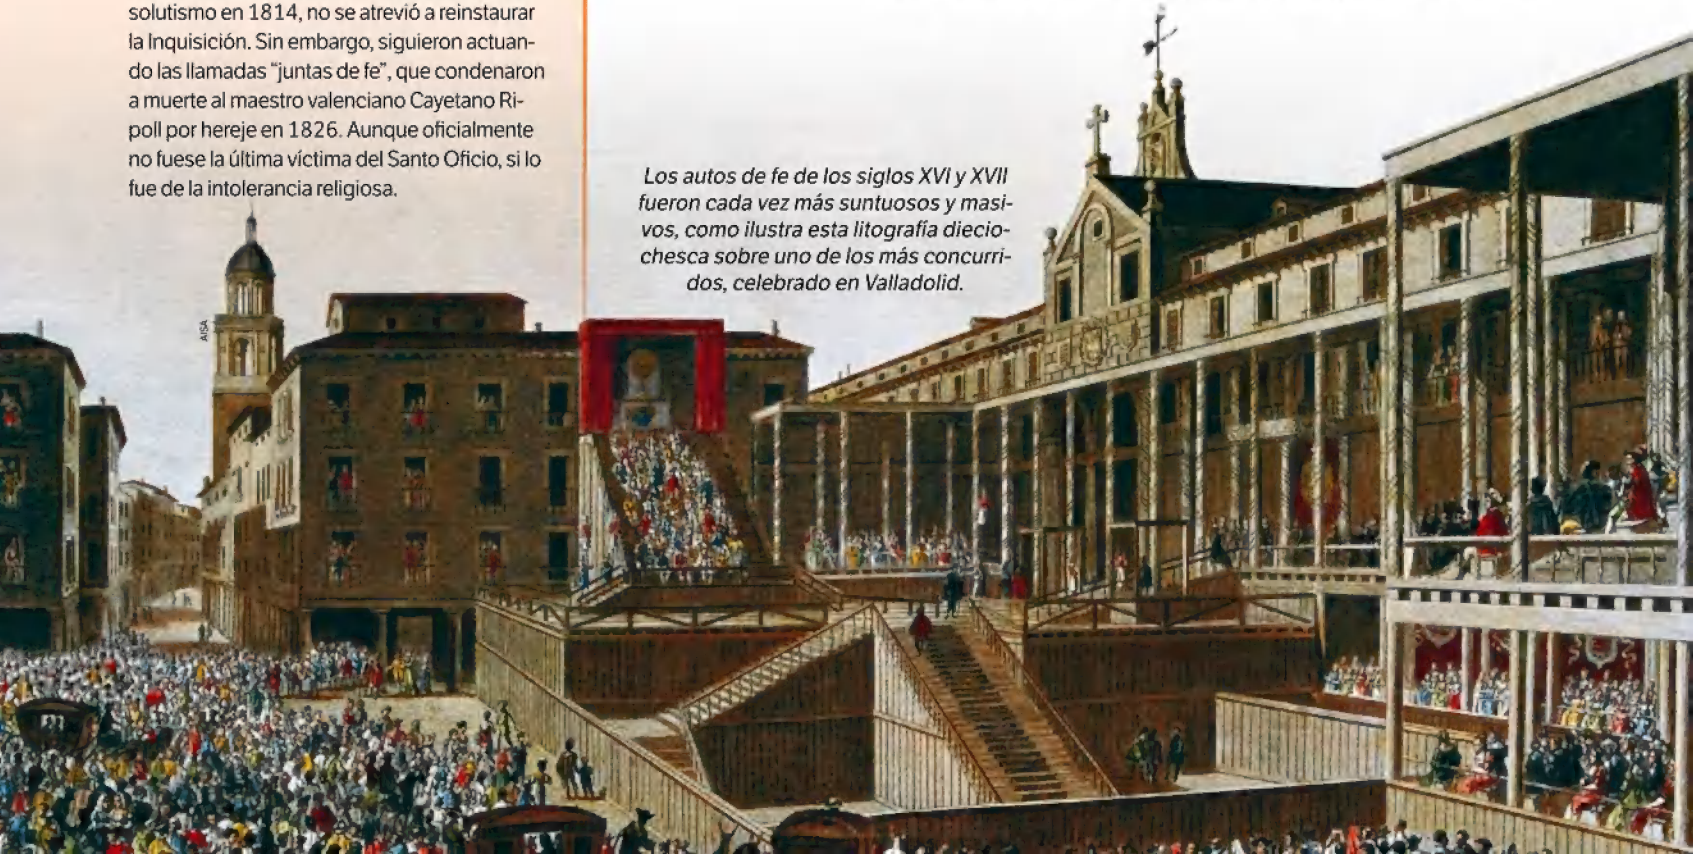 solutismo en 1814, no se atrevió a reinstaurar
la Inquisición. Sin embargo, siguieron actuan-
do las llamadas “juntas de fe”, que condenaron
a muerte al maestro valenciano Cayetano Ri-
poll por hereje en 1826. Aunque oficialmente
no fuese la última víctima del Santo Oficio, si lo
fue de la intolerancia religiosa.
Los autos de fe de los siglos XVI y XVII
fueron cada vez más suntuosos y masi-
vos, como ilustra esta litografía diecio-
chesca sobre uno de los más concurri-
dos, celebrado en Valladolid.
AISA